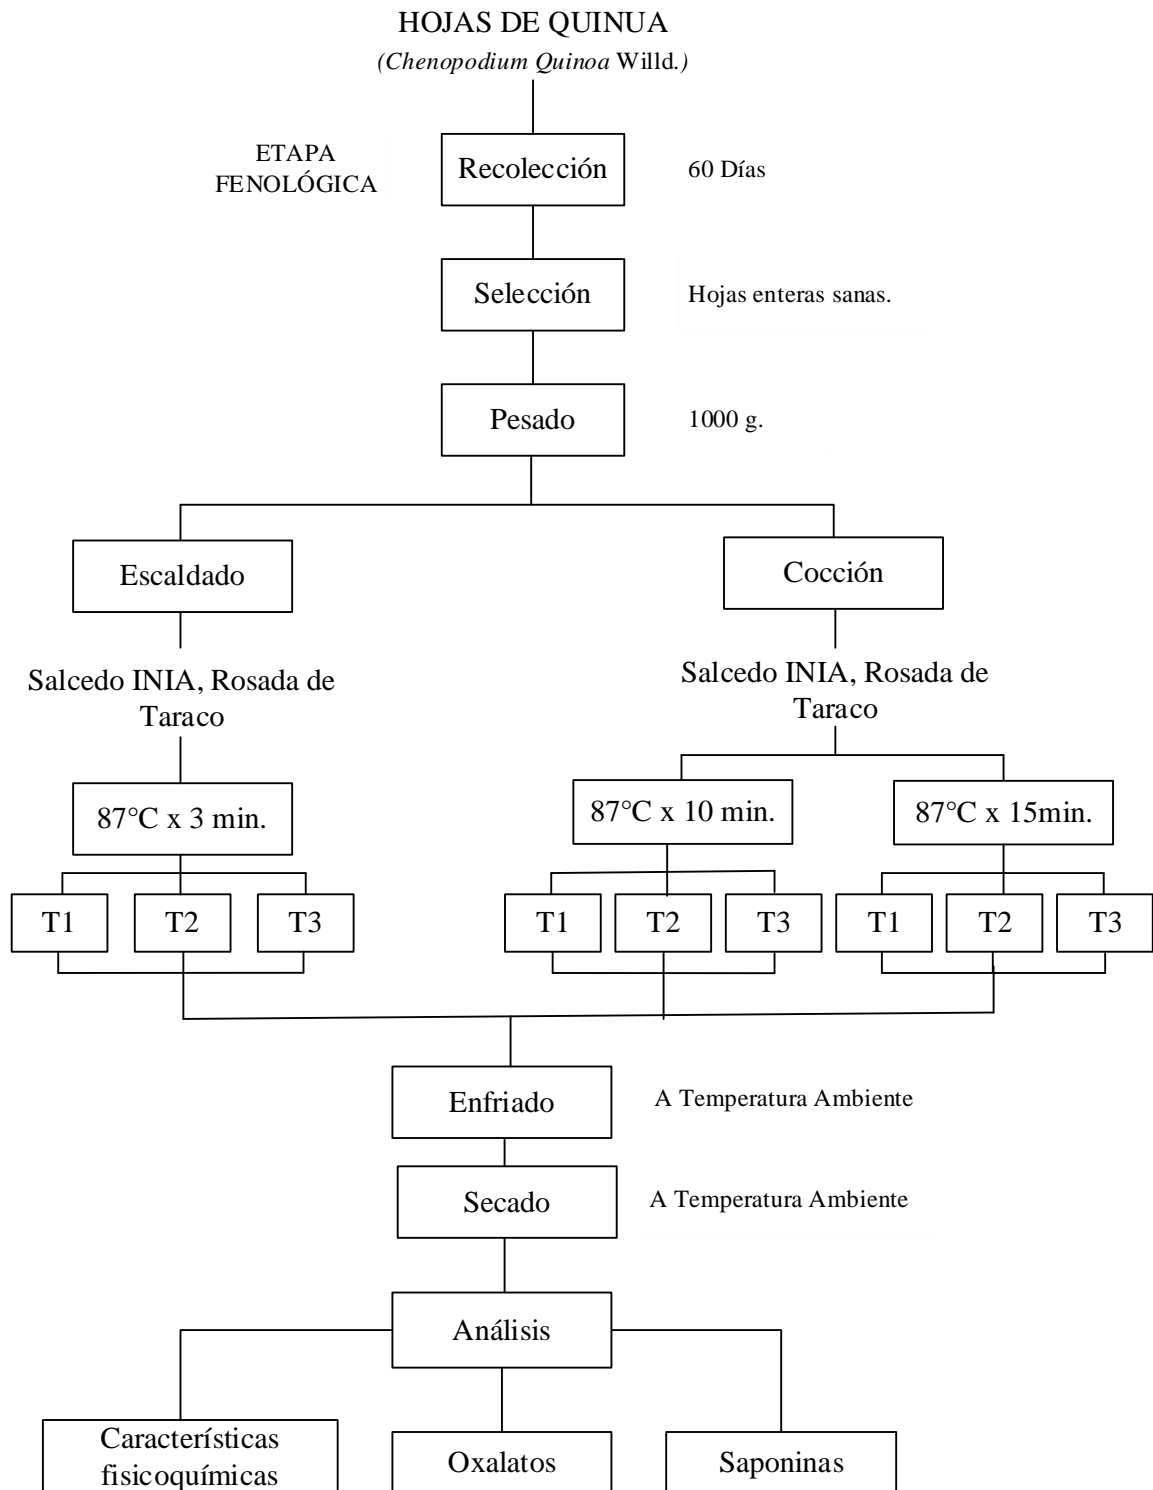 HOJAS DE QUINUA
(Chenopodium Quinoa Willd.)
ETAPA
FENOLÓGICA
Recolección
60 Días
Selección
Hojas enteras sanas.
Pesado
1000 g.
Escaldado
Cocción
Salcedo INIA, Rosada de
Taraco
Salcedo INIA, Rosada de
Taraco
87°C x 3 min.
87°C x 10 min.
87°C x 15min.
T1
T2
T3
T1
T2
T3
T1
T2
T3
Enfriado
A Temperatura Ambiente
Secado
A Temperatura Ambiente
Análisis
Características
fisicoquímicas
Oxalatos
Saponinas